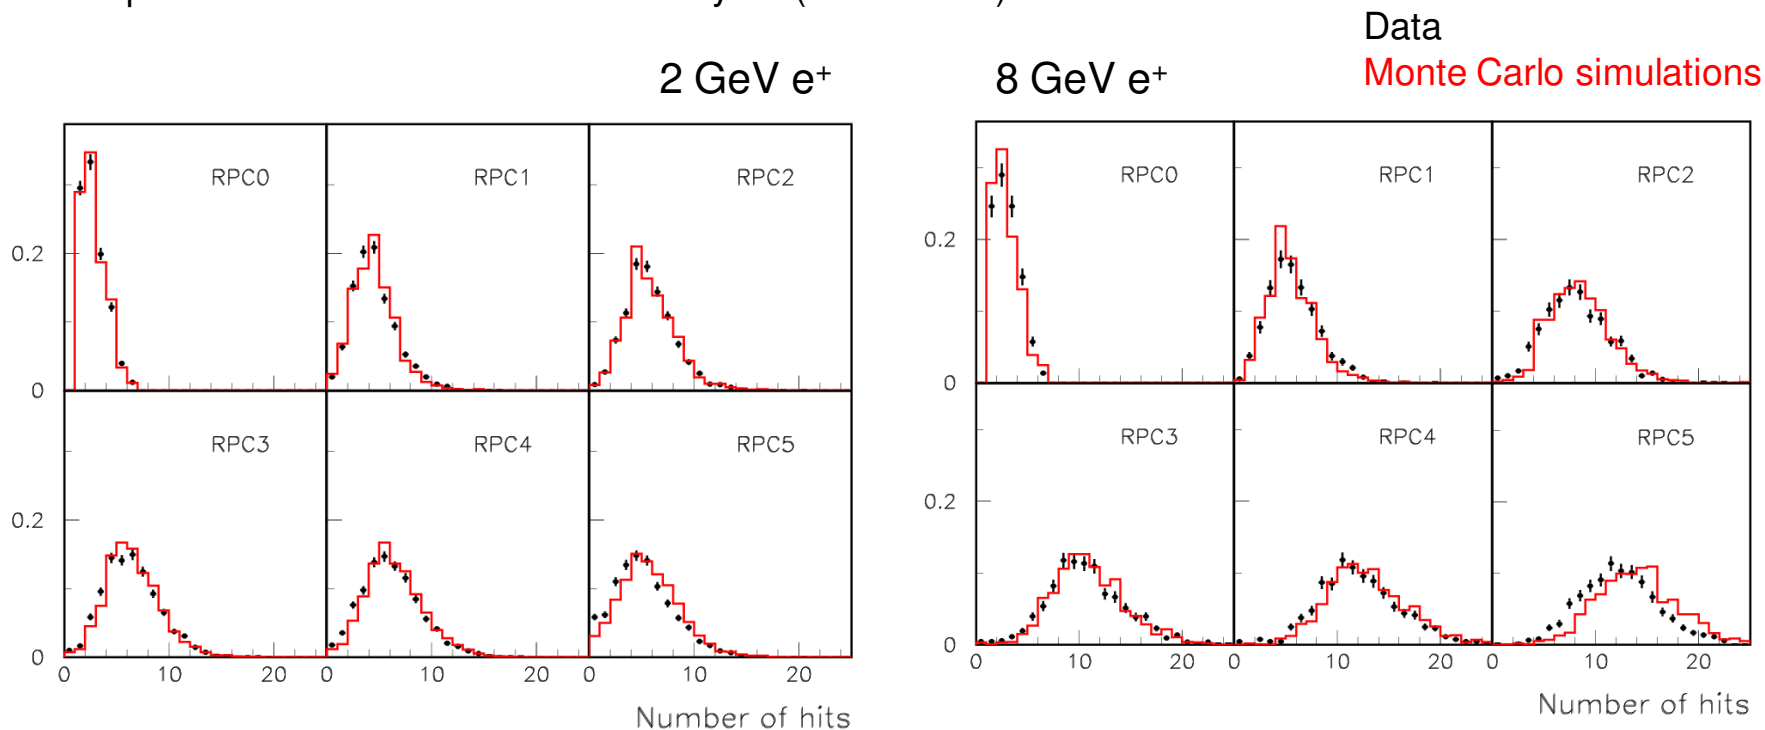 Data
2 GeV e+ 8 GeV e+ Monte Carlo simulations
RPC0 RPC1 RPC2 RPC0 RPC1 RPC2
0.2 0.2
0 0
RPC3 RPC4 RPC5 RPC3 RPC4 RPC5
0.2 0.2
0 0
0 10 20 0 10 20 0 10 20 0 10 20 0 10 20 0 10 20
Number of hits Number of hits